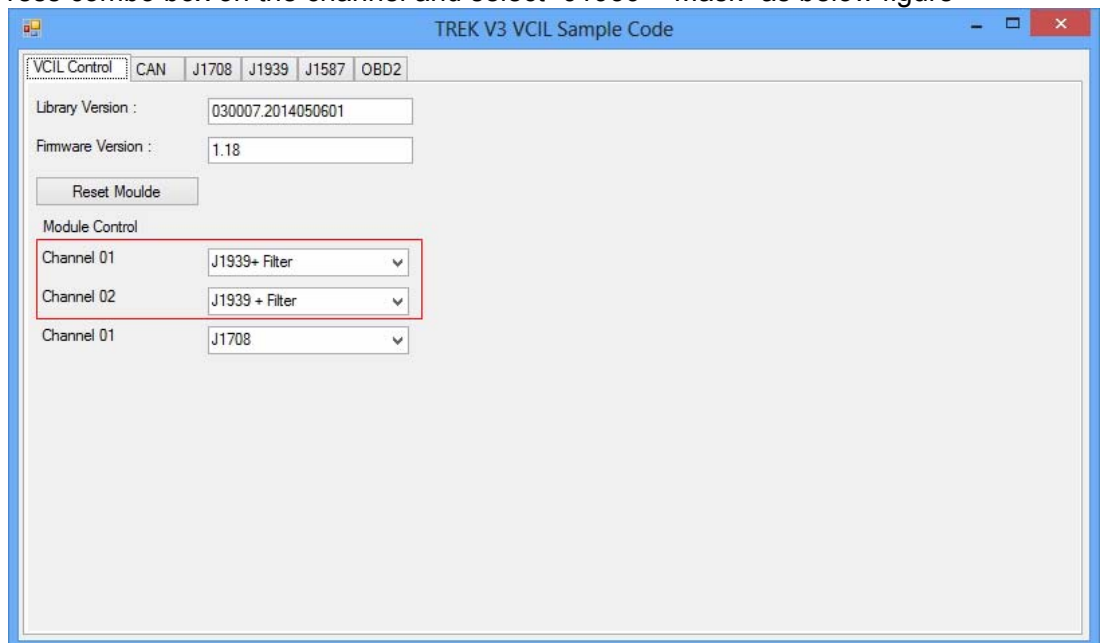 TREK V3 VCIL Sample Code
VCIL Control CAN J1708 J1939 J1587 OBD2
Library Version : 030007.2014050601
Firmware Version : 1.18
Reset Moulde
Module Control
Channel 01 J1939+ Filter
Channel 02 J1939 + Filter
Channel 01 J1708